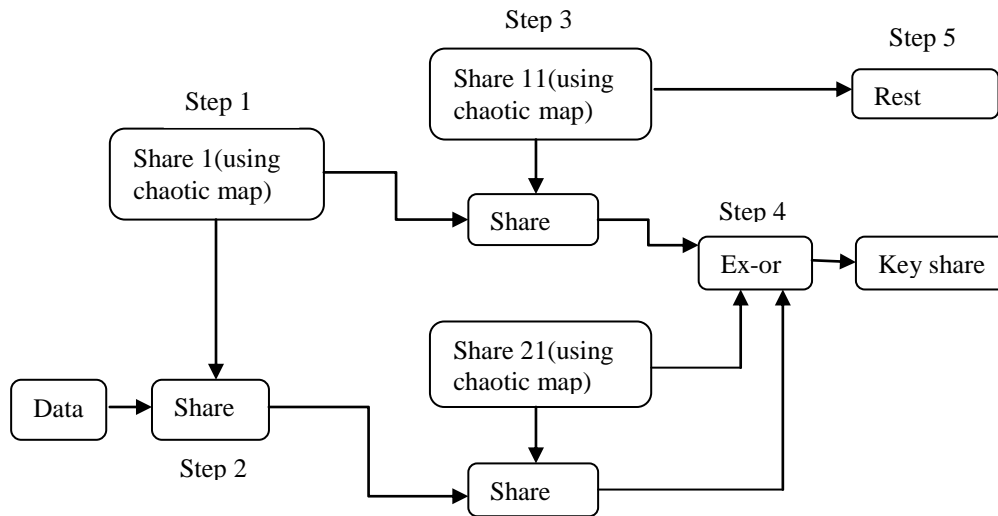 Step 3
Step 5
Share 11(using
chaotic map)
Rest
Step 1
Share 1(using
chaotic map)
Share
Step 4
Ex-or
Key share
Share 21(using
chaotic map)
Data
Share
Step 2
Share